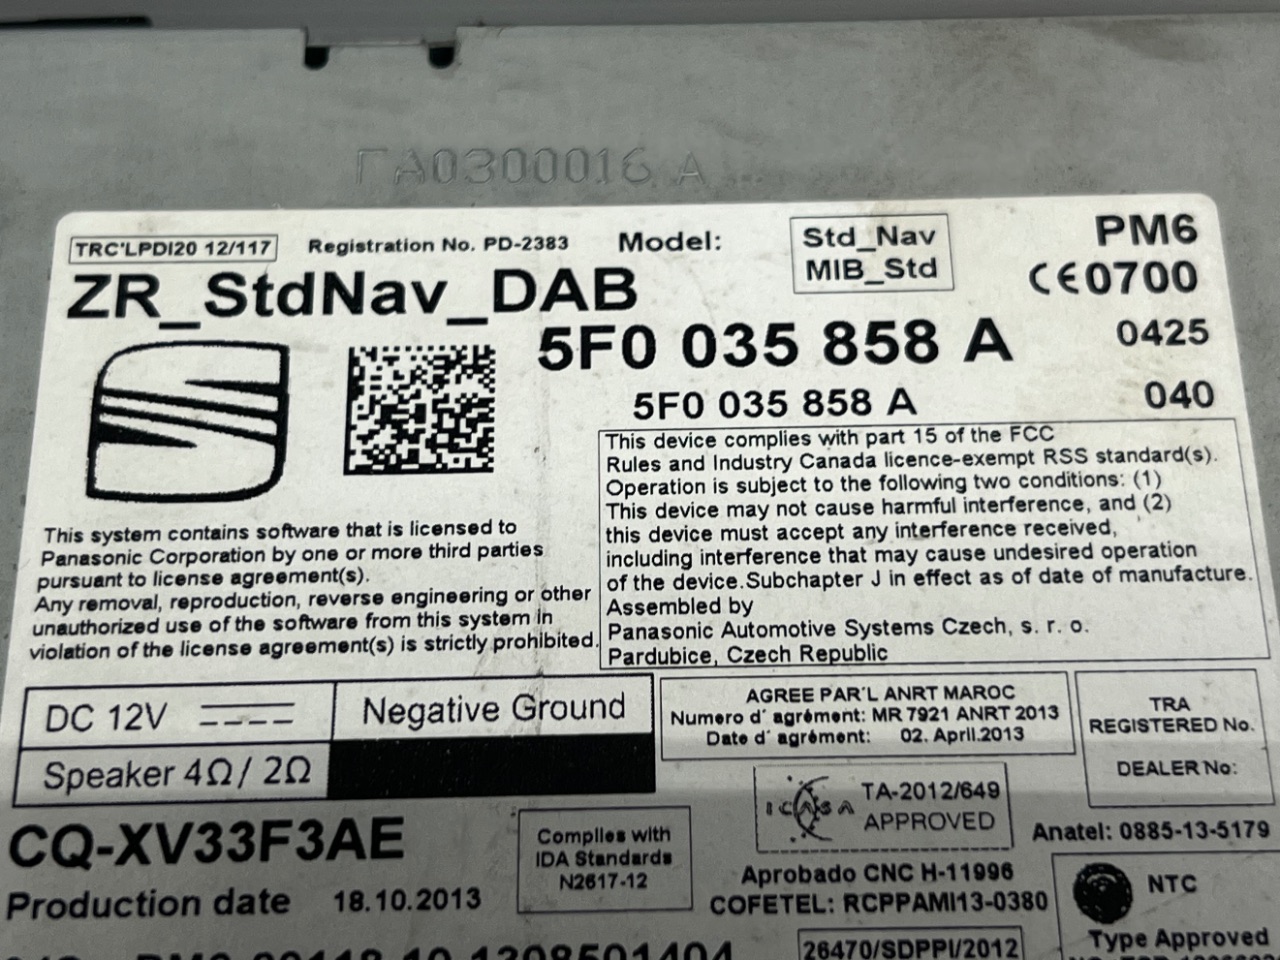 TA0300016 A
TRC'LPDI20 12/117
Registration No. PD-2383
Model:
Std_Nav
MIB_Std
PM6
CE0700
ZR_StdNav_DAB
5F0 035 858 A
0425
5F0 035 858 A
040
This device complies with part 15 of the FCC
Rules and Industry Canada licence-exempt RSS standard(s).
Operation is subject to the following two conditions: (1)
This device may not cause harmful interference, and (2)
this device must accept any interference received,
including interference that may cause undesired operation
of the device.Subchapter J in effect as of date of manufacture.
Assembled by
Panasonic Automotive Systems Czech, s. r. o.
Pardubice, Czech Republic
This system contains software that is licensed to
Panasonic Corporation by one or more third parties
pursuant to license agreement(s).
Any removal, reproduction, reverse engineering or other
unauthorized use of the software from this system in
violation of the license agreement(s) is strictly prohibited.
DC 12V
Negative Ground
Speaker 4Ω/ 2Ω
AGREE PAR'L ANRT MAROC
Numero d' agrément: MR 7921 ANRT 2013
Date d' agrément: 02. April.2013
TRA
REGISTERED No.
DEALER No:
ICASA
TA-2012/649
APPROVED
CQ-XV33F3AE
Complies with
IDA Standards
N2617-12
Anatel: 0885-13-5179
Aprobado CNC H-11996
COFETEL: RCPPAMI13-0380
Production date 18.10.2013
NTC
Type Approved
26470/SDPPI/2012